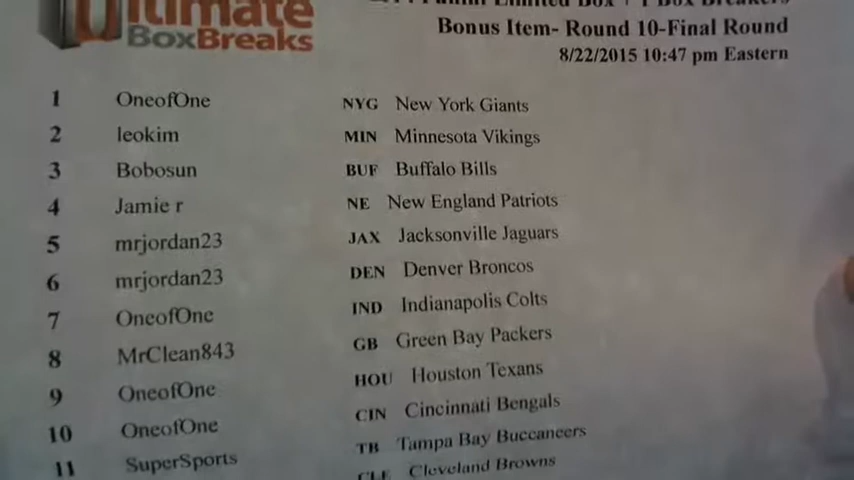 Ultimate
BoxBreaks
Bonus Item- Round 10-Final Round
8/22/2015 10:47 pm Eastern
1 OneofOne NYG New York Giants
2 leokim MIN Minnesota Vikings
3 Bobosun BUF Buffalo Bills
4 Jamie r NE New England Patriots
5 mrjordan23 JAX Jacksonville Jaguars
6 mrjordan23 DEN Denver Broncos
7 OneofOne IND Indianapolis Colts
8 MrClean843 GB Green Bay Packers
9 OneofOne HOU Houston Texans
10 OneofOne CIN Cincinnati Bengals
11 SuperSports TB Tampa Bay Buccaneers
CLE Cleveland Browns